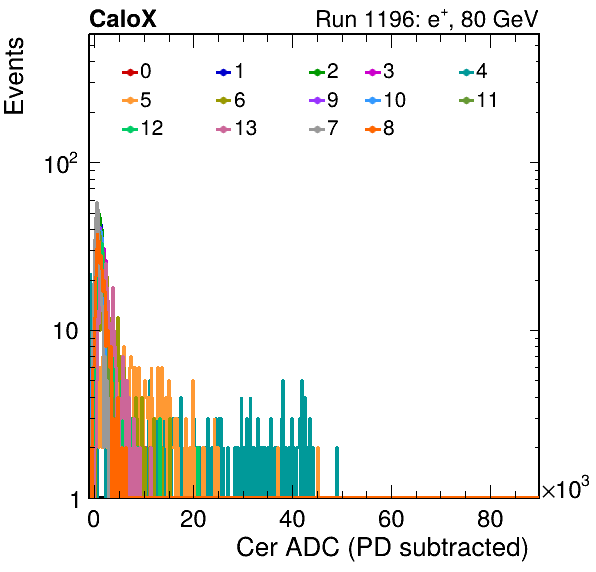 CaloX Run 1196: e⁺, 80 GeV
Events
0 1 2 3 4
5 6 9 10 11
12 13 7 8
10²
10
1
0 20 40 60 80
×10³
Cer ADC (PD subtracted)